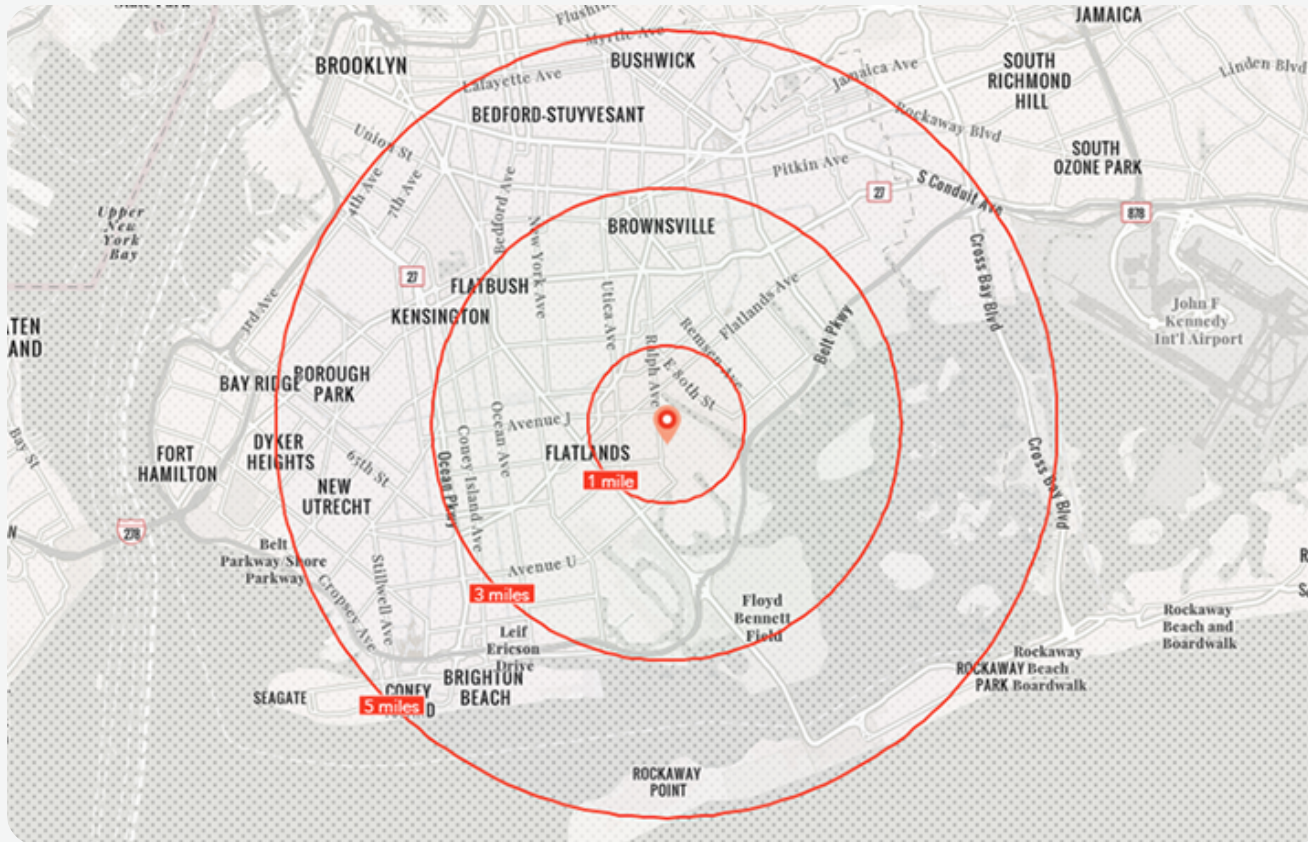 JAMAICA
Myrtle Ave
BROOKLYN
BUSHWICK
SOUTH
RICHMOND
HILL
Linden Blvd
Jamaica Ave
Lafayette Ave
BEDFORD-STUYVESANT
Rockaway Blvd
Union St
SOUTH
OZONE PARK
Pitkin Ave
4th Ave
7th Ave
Bedford Ave
27
S Conduit Ave
878
Upper
New
York
Bay
BROWNSVILLE
New York Ave
Cross Bay Blvd
27
FLATBUSH
Utica Ave
Flatlands Ave
3rd Ave
KENSINGTON
Belt Pkwy
John F
Kennedy
Int'l Airport
ATEN
AND
Remsen Ave
Ralph Ave
E 80th St
BAY RIDGE
BOROUGH
PARK
Ocean Ave
Avenue J
Bay St
FORT
HAMILTON
DYKER
HEIGHTS
65th St
Coney Island Ave
FLATLANDS
Ocean Pkwy
1 mile
Cross Bay Blvd
NEW
UTRECHT
278
Belt
Parkway/Shore
Parkway
Stillwell Ave
Cropsey Ave
Avenue U
3 miles
Floyd
Bennett
Field
Rockaway
Beach and
Boardwalk
Leif
Ericson
Drive
Rockaway
Beach
Boardwalk
ROCKAWAY
PARK
BRIGHTON
BEACH
SEAGATE
CONEY
5 miles
ROCKAWAY
POINT